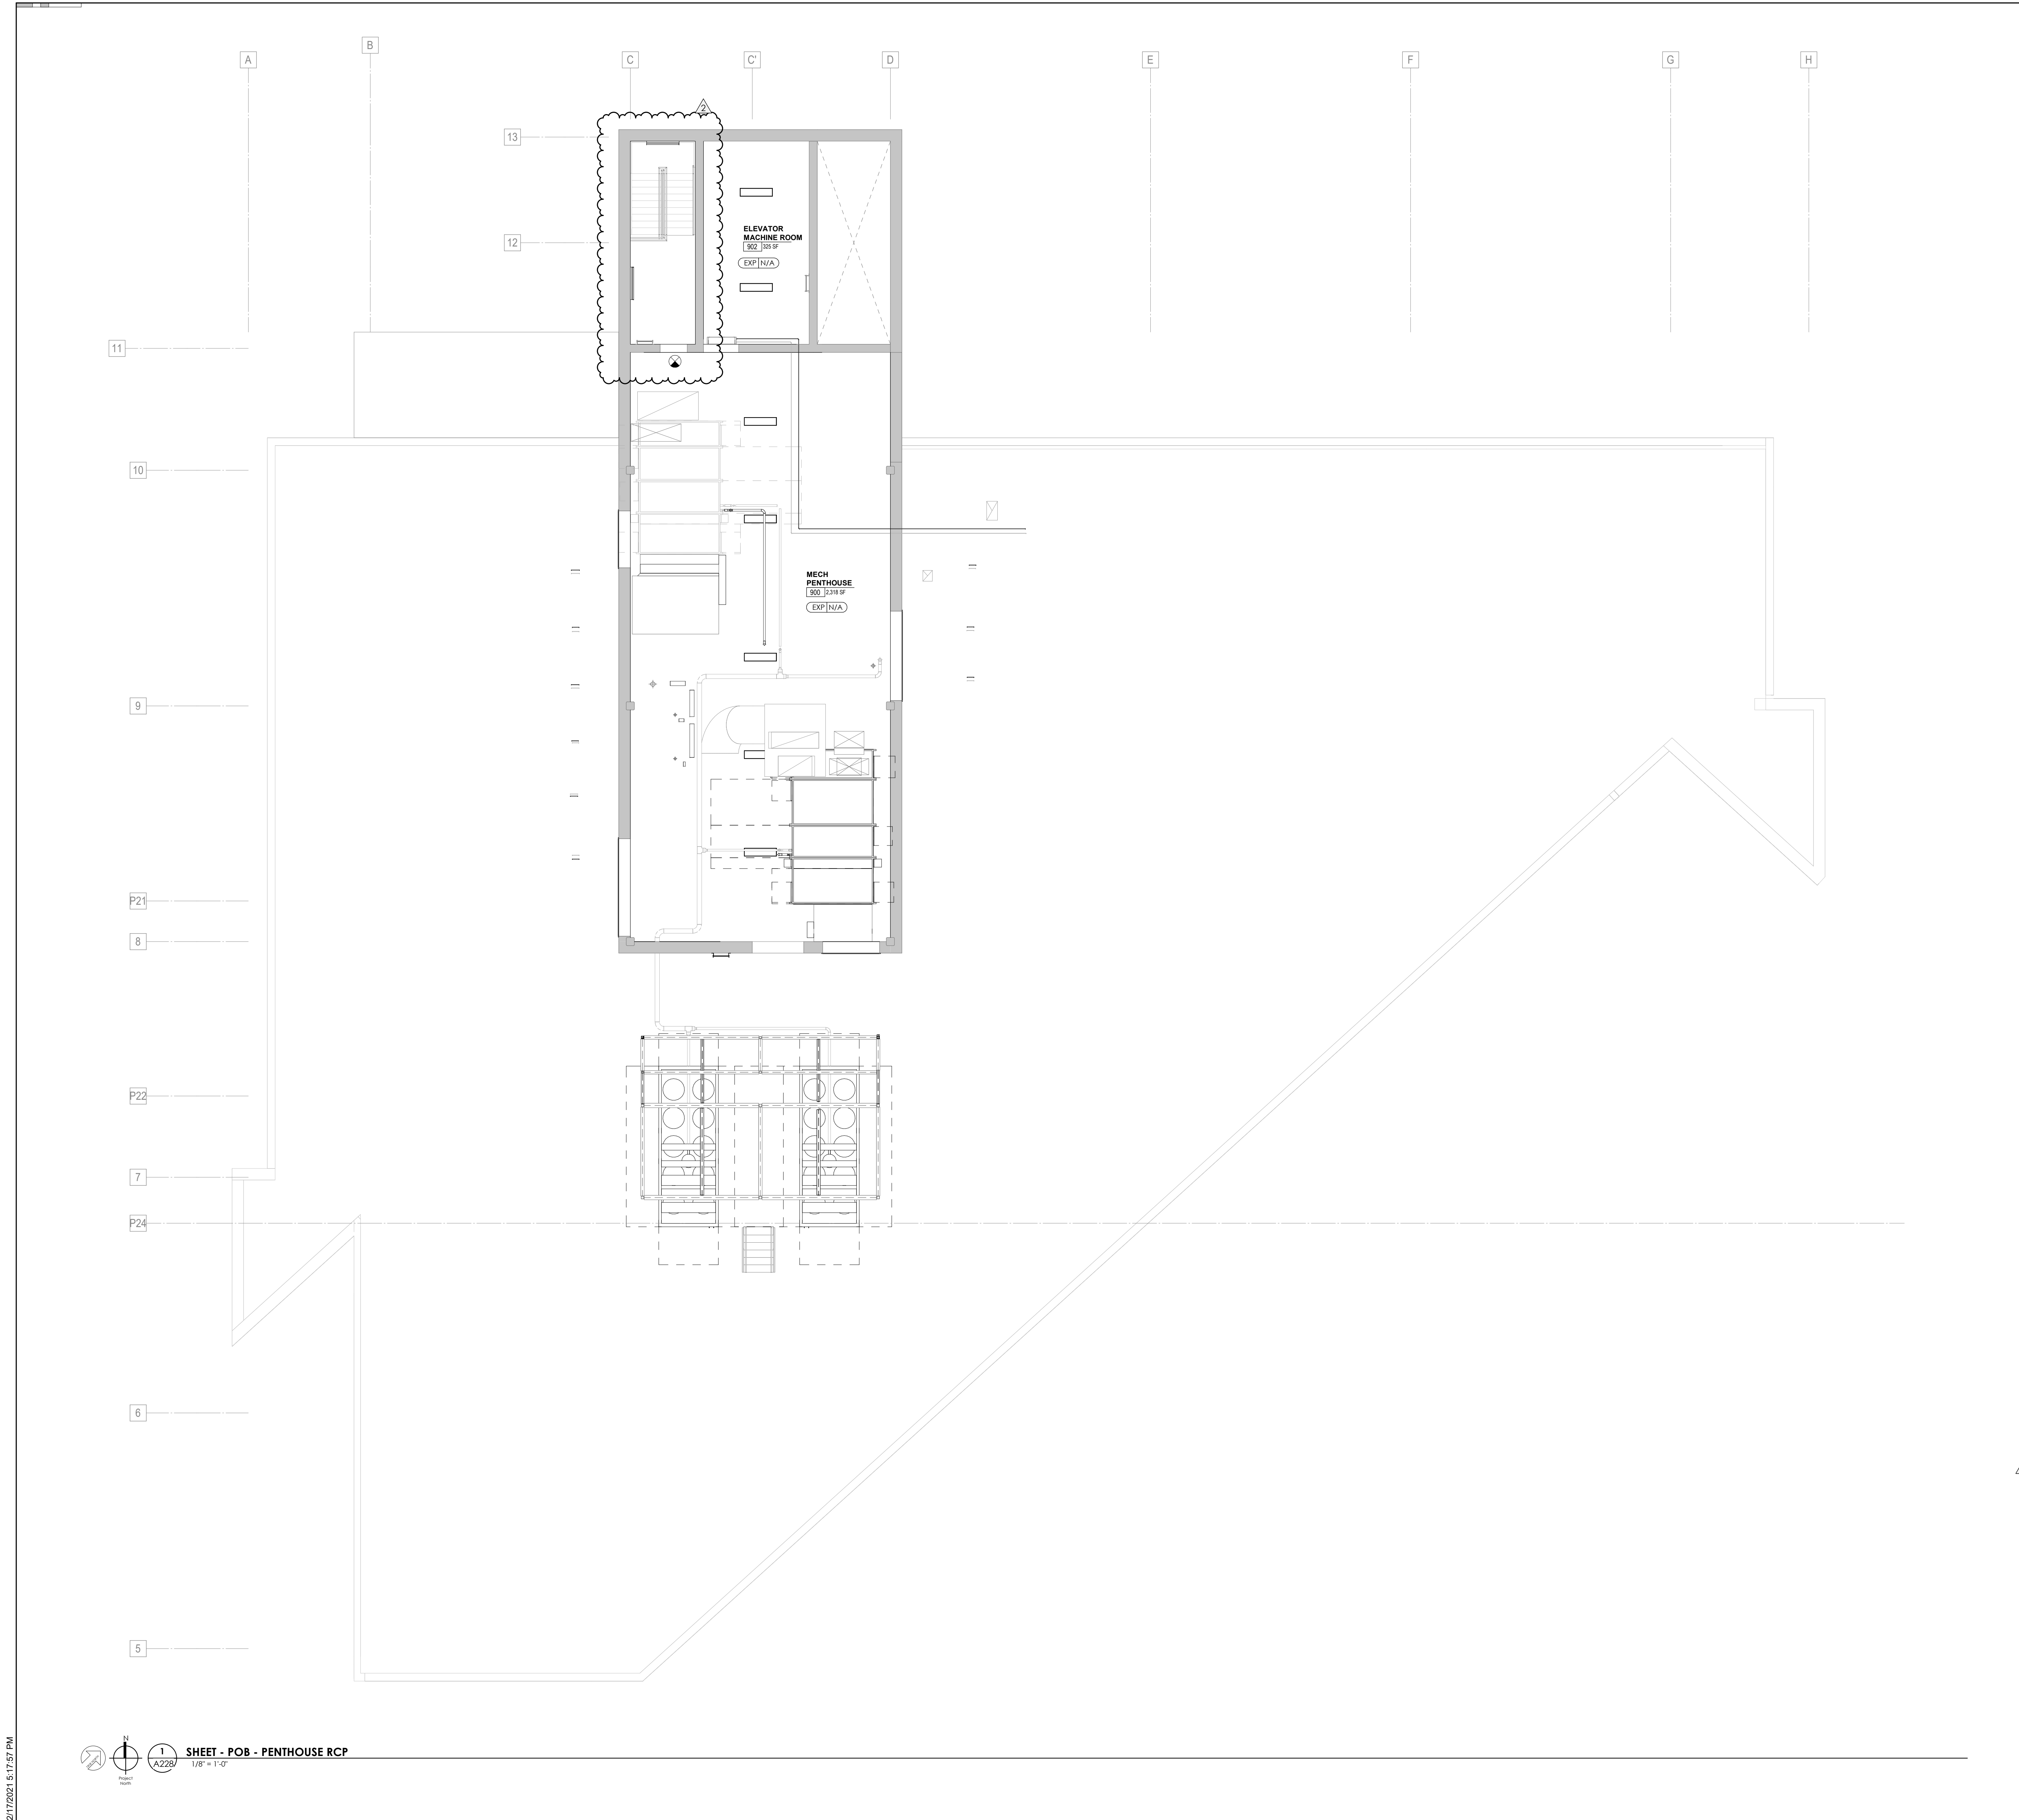 A
B
C
C'
D
E
F
G
H
2
13
12
11
10
9
P21
8
P22
7
P24
6
5
ELEVATOR
MACHINE ROOM
902 325 SF
EXP N/A
MECH
PENTHOUSE
900 2,318 SF
EXP N/A
N
Project
North
1
A228
SHEET - POB - PENTHOUSE RCP
1/8" = 1'-0"
2/17/2021 5:17:57 PM